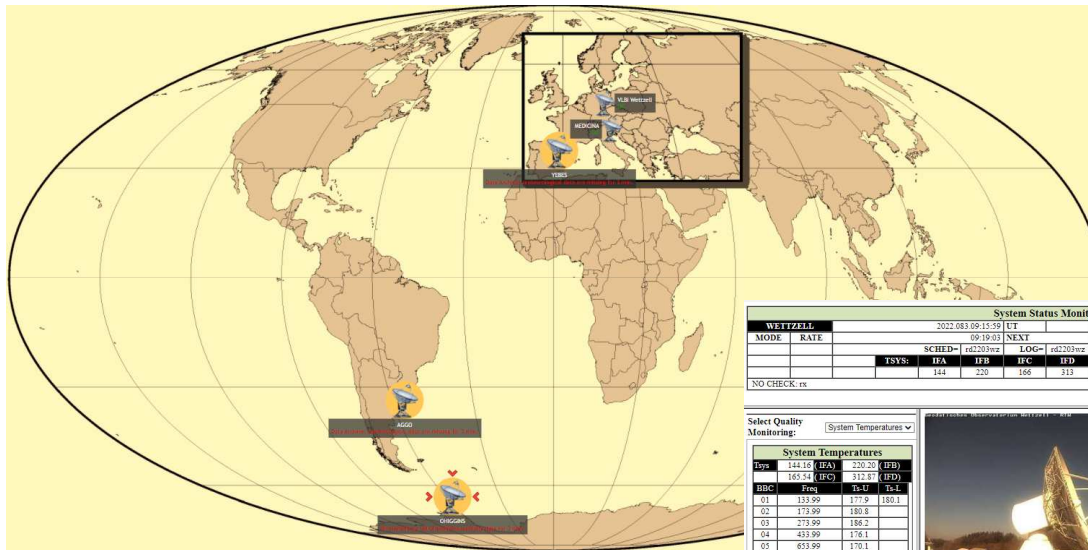 VLBI Wettzell
MEDICINA
YEBES
AGGO
OHIGGINS
System Status Monit
WETTZELL 2022.083.09:15:59 UT
MODE RATE 09:19:03 NEXT
SCHED= rd2203wz LOG= rd2203wz
TSYS: IFA IFB IFC IFD
144 220 166 313
NO CHECK: rx
Select Quality
Monitoring: System Temperatures
System Temperatures
Tsys 144.16 ( IFA) 220.20 ( IFB)
165.54 ( IFC) 312.87 ( IFD)
BBC Freq Ts-U Ts-L
01 133.99 177.9 180.1
02 173.99 180.8
03 273.99 186.2
04 433.99 176.1
05 653.99 170.1